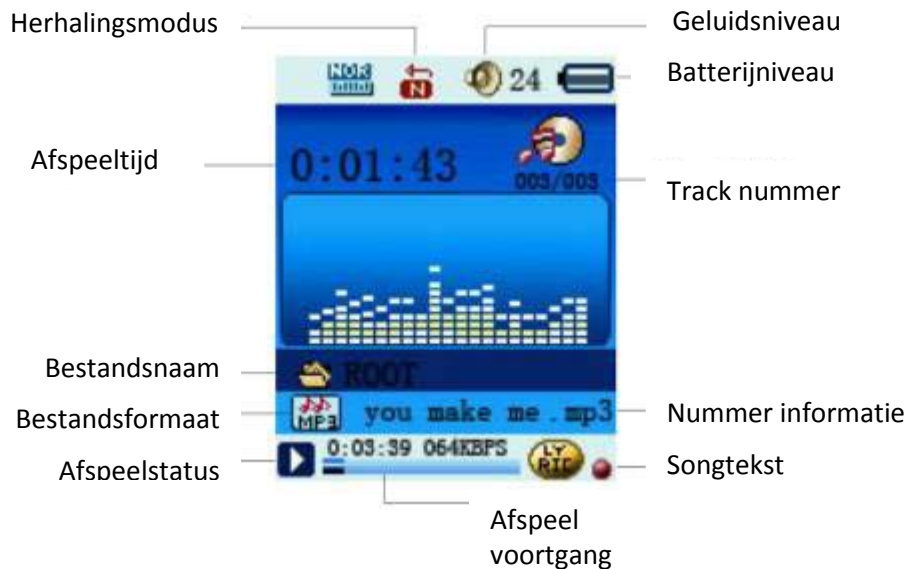 Herhalingsmodus
Geluidsniveau
NOR
N
24
Batterijniveau
Afspeeltijd
0:01:43
003/003
Track nummer
Bestandsnaam
ROOT
Bestandsformaat
MP3
you make me .mp3
Nummer informatie
Afspeelstatus
0:03:39 064KBPS
LY
RIC
Songtekst
Afspeel
voortgang